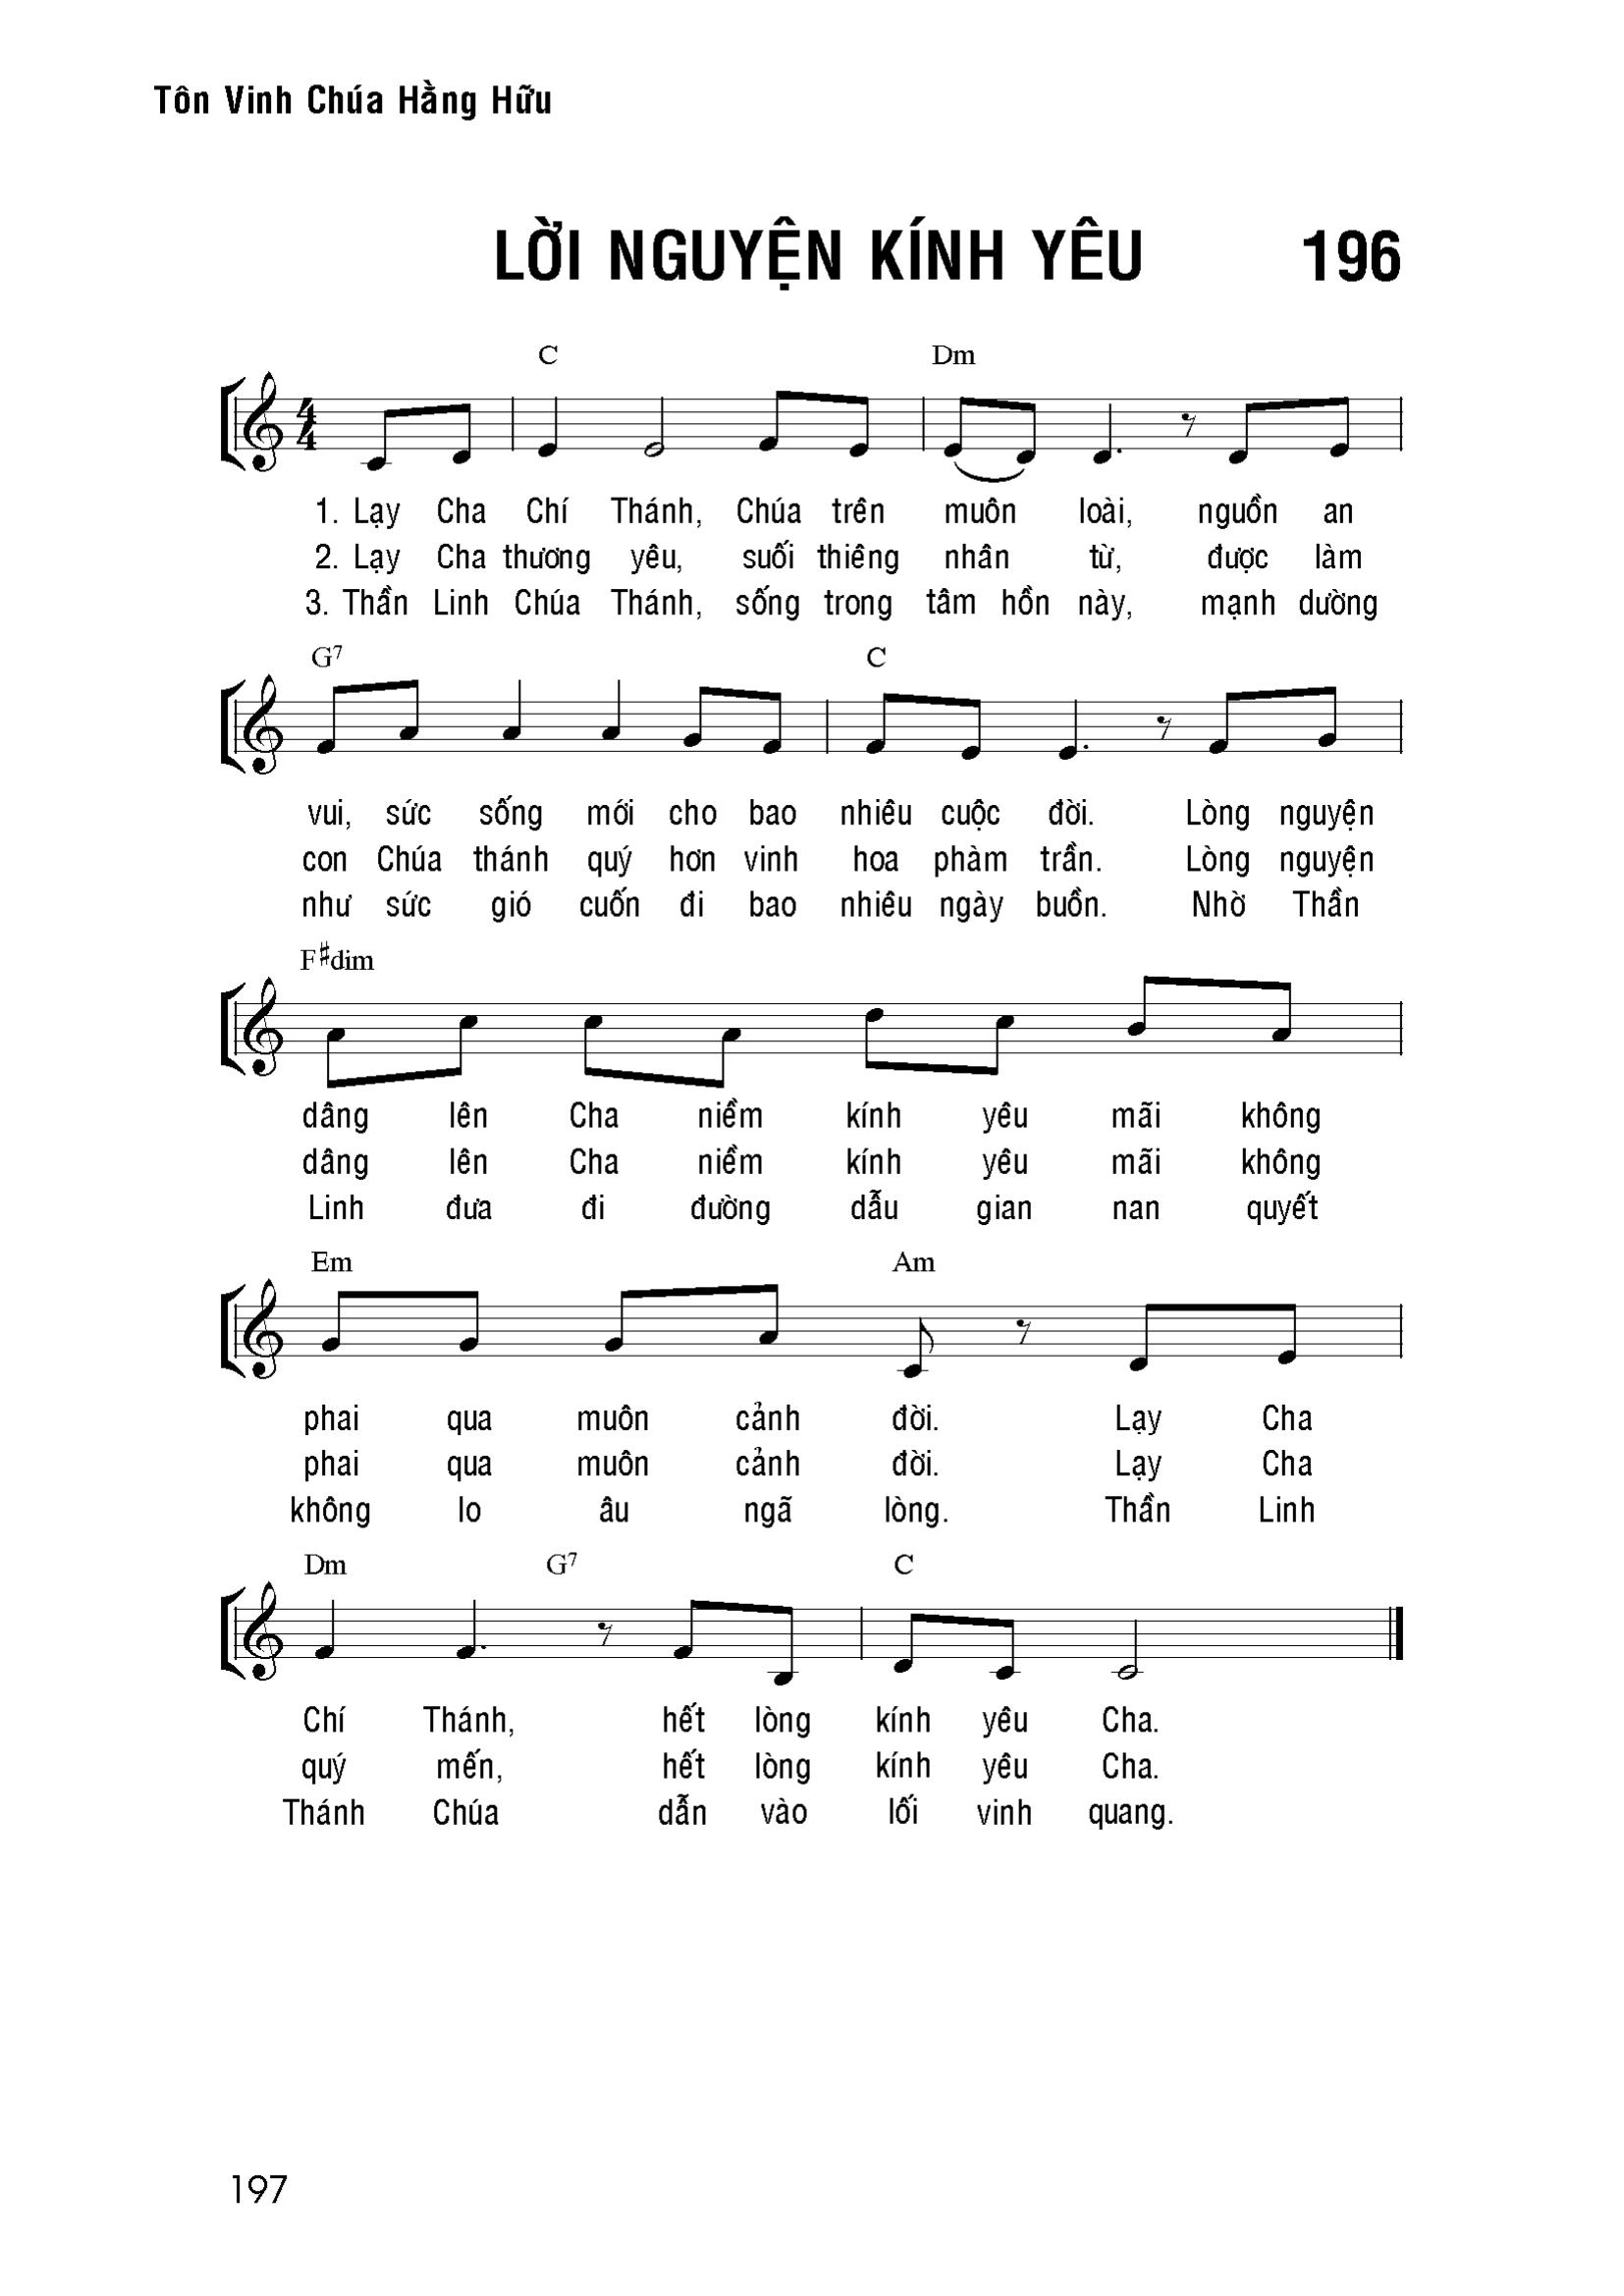 Tôn Vinh Chúa Hằng Hữu
LỜI NGUYỆN KÍNH YÊU 196
C Dm
1. Lạy Cha Chí Thánh, Chúa trên muôn loài, nguồn an
2. Lạy Cha thương yêu, suối thiêng nhân từ, được làm
3. Thần Linh Chúa Thánh, sống trong tâm hồn này, mạnh dường
G7 C
vui, sức sống mới cho bao nhiêu cuộc đời. Lòng nguyện
con Chúa thánh quý hơn vinh hoa phàm trần. Lòng nguyện
như sức gió cuốn đi bao nhiêu ngày buồn. Nhờ Thần
F#dim
dâng lên Cha niềm kính yêu mãi không
dâng lên Cha niềm kính yêu mãi không
Linh đưa đi đường dẫu gian nan quyết
Em Am
phai qua muôn cảnh đời. Lạy Cha
phai qua muôn cảnh đời. Lạy Cha
không lo âu ngã lòng. Thần Linh
Dm G7 C
Chí Thánh, hết lòng kính yêu Cha.
quý mến, hết lòng kính yêu Cha.
Thánh Chúa dẫn vào lối vinh quang.
197